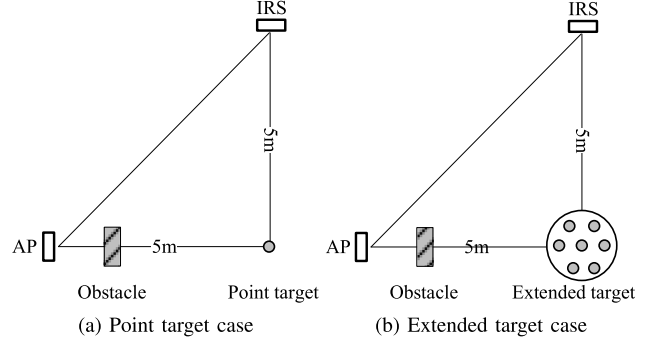 IRS
5m
AP
5m
Obstacle
Point target
(a) Point target case
IRS
5m
AP
5m
Obstacle
Extended target
(b) Extended target case